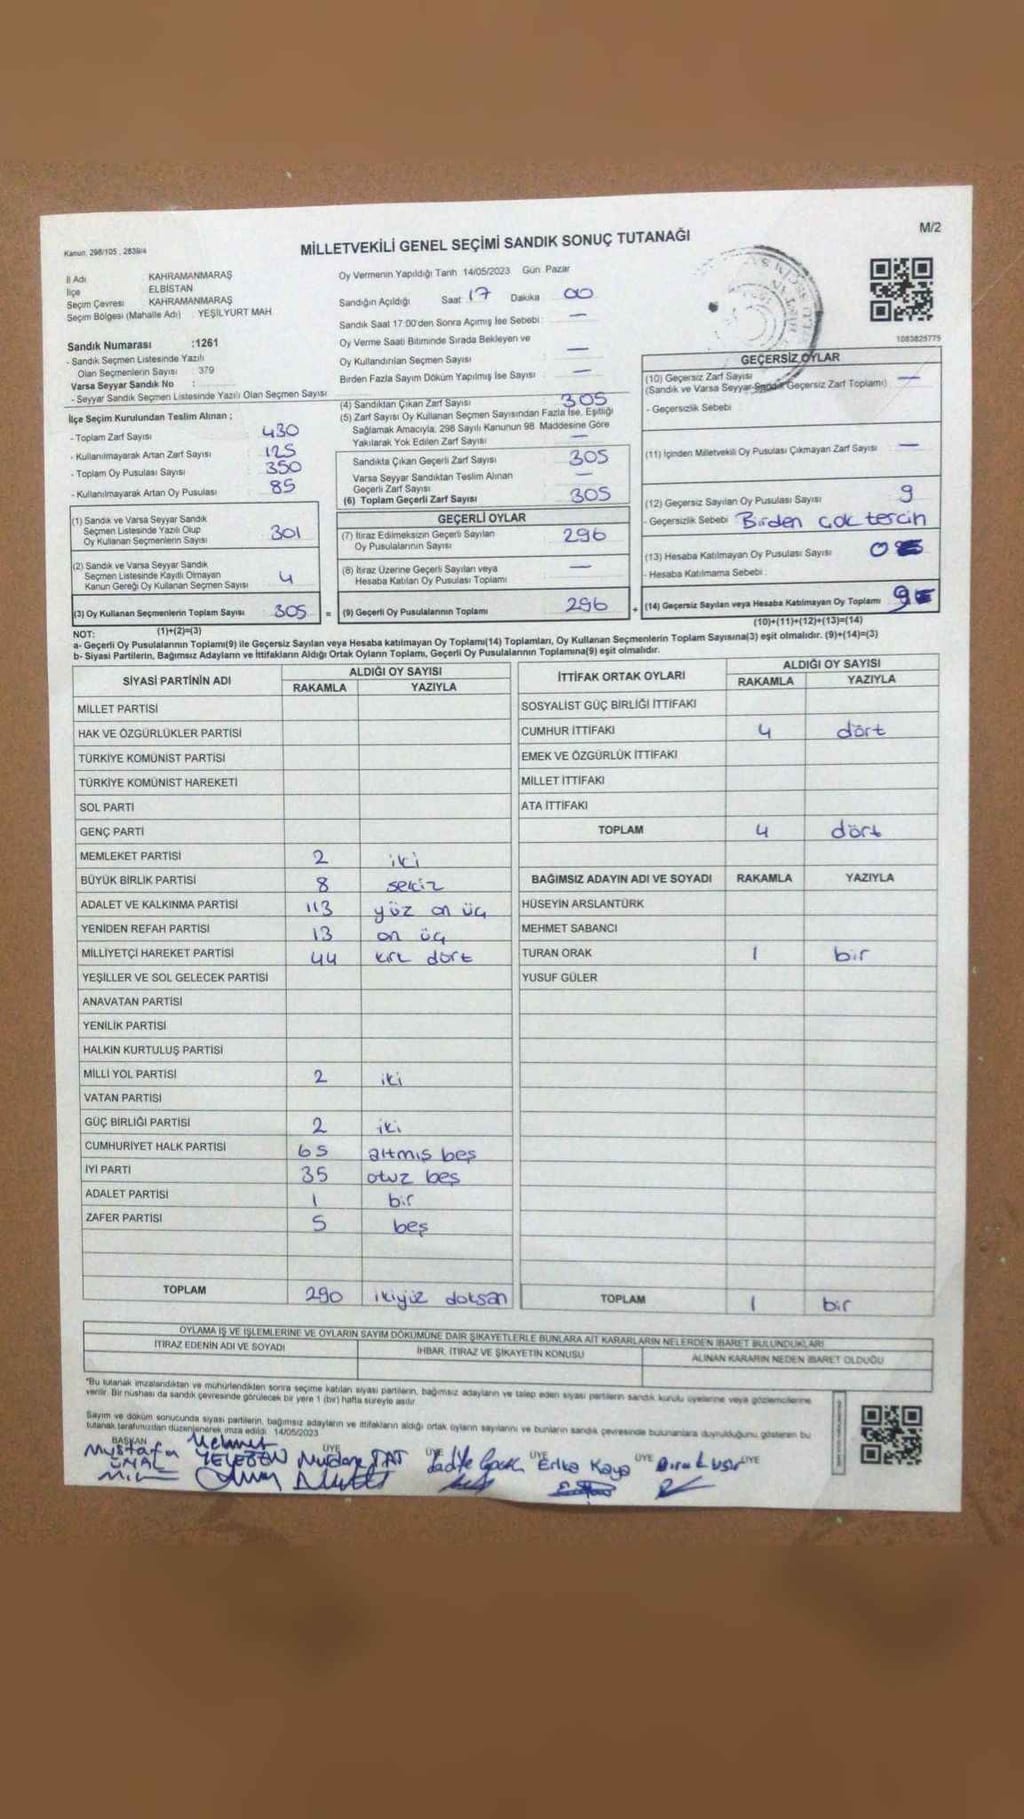 M/2
Kanun: 298/105 , 2839/4
MİLLETVEKİLİ GENEL SEÇİMİ SANDIK SONUÇ TUTANAĞI
İl Adı KAHRAMANMARAŞ
İlçe ELBİSTAN
Seçim Çevresi KAHRAMANMARAŞ
Seçim Bölgesi (Mahalle Adı) YEŞİLYURT MAH.
Sandık Numarası :1261
- Sandık Seçmen Listesinde Yazılı
Olan Seçmenlerin Sayısı 379
Varsa Seyyar Sandık No :
- Seyyar Sandık Seçmen Listesinde Yazılı Olan Seçmen Sayısı
İlçe Seçim Kurulundan Teslim Alınan ;
- Toplam Zarf Sayısı 430
- Kullanılmayarak Artan Zarf Sayısı 125
- Toplam Oy Pusulası Sayısı 350
- Kullanılmayarak Artan Oy Pusulası 85
Oy Vermenin Yapıldığı Tarih 14/05/2023 Gün Pazar
Sandığın Açıldığı Saat 17 Dakika 00
Sandık Saat 17:00'den Sonra Açımış İse Sebebi : —
Oy Verme Saati Bitiminde Sırada Bekleyen ve
Oy Kullandırılan Seçmen Sayısı —
Birden Fazla Sayım Döküm Yapılmış İse Sayısı —
(4) Sandıktan Çıkan Zarf Sayısı 305
(5) Zarf Sayısı Oy Kullanan Seçmen Sayısından Fazla İse, Eşitliği
Sağlamak Amacıyla, 298 Sayılı Kanunun 98. Maddesine Göre
Yakılarak Yok Edilen Zarf Sayısı —
Sandıkta Çıkan Geçerli Zarf Sayısı 305
Varsa Seyyar Sandıktan Teslim Alınan
Geçerli Zarf Sayısı —
(6) Toplam Geçerli Zarf Sayısı 305
1083825775
GEÇERSİZ OYLAR
(10) Geçersiz Zarf Sayısı —
(Sandık ve Varsa Seyyar Sandık Geçersiz Zarf Toplamı)
- Geçersizlik Sebebi
(11) İçinden Milletvekili Oy Pusulası Çıkmayan Zarf Sayısı —
(12) Geçersiz Sayılan Oy Pusulası Sayısı 9
- Geçersizlik Sebebi Birden çok tercih
(13) Hesaba Katılmayan Oy Pusulası Sayısı 0
- Hesaba Katılmama Sebebi :
(14) Geçersiz Sayılan veya Hesaba Katılmayan Oy Toplamı 9
(10)+(11)+(12)+(13)=(14)
(1) Sandık ve Varsa Seyyar Sandık
Seçmen Listesinde Yazılı Olup
Oy Kullanan Seçmenlerin Sayısı 301
(2) Sandık ve Varsa Seyyar Sandık
Seçmen Listesinde Kayıtlı Olmayan
Kanun Gereği Oy Kullanan Seçmen Sayısı 4
(3) Oy Kullanan Seçmenlerin Toplam Sayısı 305 =
(1)+(2)=(3)
GEÇERLİ OYLAR
(7) İtiraz Edilmeksizin Geçerli Sayılan
Oy Pusulalarının Sayısı 296
(8) İtiraz Üzerine Geçerli Sayılan veya
Hesaba Katılan Oy Pusulası Toplamı —
(9) Geçerli Oy Pusulalarının Toplamı 296 +
NOT:
a- Geçerli Oy Pusulalarının Toplamı(9) ile Geçersiz Sayılan veya Hesaba katılmayan Oy Toplamı(14) Toplamları, Oy Kullanan Seçmenlerin Toplam Sayısına(3) eşit olmalıdır. (9)+(14)=(3)
b- Siyasi Partilerin, Bağımsız Adayların ve İttifakların Aldığı Ortak Oyların Toplamı, Geçerli Oy Pusulalarının Toplamına(9) eşit olmalıdır.
SİYASİ PARTİNİN ADI ALDIĞI OY SAYISI
RAKAMLA YAZIYLA
MİLLET PARTİSİ
HAK VE ÖZGÜRLÜKLER PARTİSİ
TÜRKİYE KOMÜNİST PARTİSİ
TÜRKİYE KOMÜNİST HAREKETİ
SOL PARTİ
GENÇ PARTİ
MEMLEKET PARTİSİ 2 iki
BÜYÜK BİRLİK PARTİSİ 8 sekiz
ADALET VE KALKINMA PARTİSİ 113 yüz on üç
YENİDEN REFAH PARTİSİ 13 on üç
MİLLİYETÇİ HAREKET PARTİSİ 44 kırk dört
YEŞİLLER VE SOL GELECEK PARTİSİ
ANAVATAN PARTİSİ
YENİLİK PARTİSİ
HALKIN KURTULUŞ PARTİSİ
MİLLİ YOL PARTİSİ 2 iki
VATAN PARTİSİ
GÜÇ BİRLİĞİ PARTİSİ 2 iki
CUMHURİYET HALK PARTİSİ 65 altmış beş
İYİ PARTİ 35 otuz beş
ADALET PARTİSİ 1 bir
ZAFER PARTİSİ 5 beş
TOPLAM 290 ikiyüz doksan
İTTİFAK ORTAK OYLARI ALDIĞI OY SAYISI
RAKAMLA YAZIYLA
SOSYALİST GÜÇ BİRLİĞİ İTTİFAKI
CUMHUR İTTİFAKI 4 dört
EMEK VE ÖZGÜRLÜK İTTİFAKI
MİLLET İTTİFAKI
ATA İTTİFAKI
TOPLAM 4 dört
BAĞIMSIZ ADAYIN ADI VE SOYADI RAKAMLA YAZIYLA
HÜSEYİN ARSLANTÜRK
MEHMET SABANCI
TURAN ORAK 1 bir
YUSUF GÜLER
TOPLAM 1 bir
OYLAMA İŞ VE İŞLEMLERİNE VE OYLARIN SAYIM DÖKÜMÜNE DAİR ŞİKAYETLERLE BUNLARA AİT KARARLARIN NELERDEN İBARET BULUNDUKLARI
İTİRAZ EDENİN ADI VE SOYADI İHBAR, İTİRAZ VE ŞİKAYETİN KONUSU ALINAN KARARIN NEDEN İBARET OLDUĞU
"Bu tutanak imzalandıktan ve mühürlendikten sonra seçime katılan siyasi partilerin, bağımsız adayların ve talep eden siyasi partilerin sandık kurulu üyelerine veya gözlemcilerine
verilir. Bir nüshası da sandık çevresinde görülecek bir yere 1 (bir) hafta süreyle asılır.
Sayım ve döküm sonucunda siyasi partilerin, bağımsız adayların ve ittifakların aldığı ortak oyların sayılarını ve bunların sandık çevresinde bulunanlara duyrulduğunu gösteren bu
tutanak tarafımızdan düzenlenerek imza edildi. 14/05/2023
BAŞKAN ÜYE ÜYE ÜYE ÜYE ÜYE
Mustafa ÜNAL Mehmet Nurdane TAT Erika Kaya